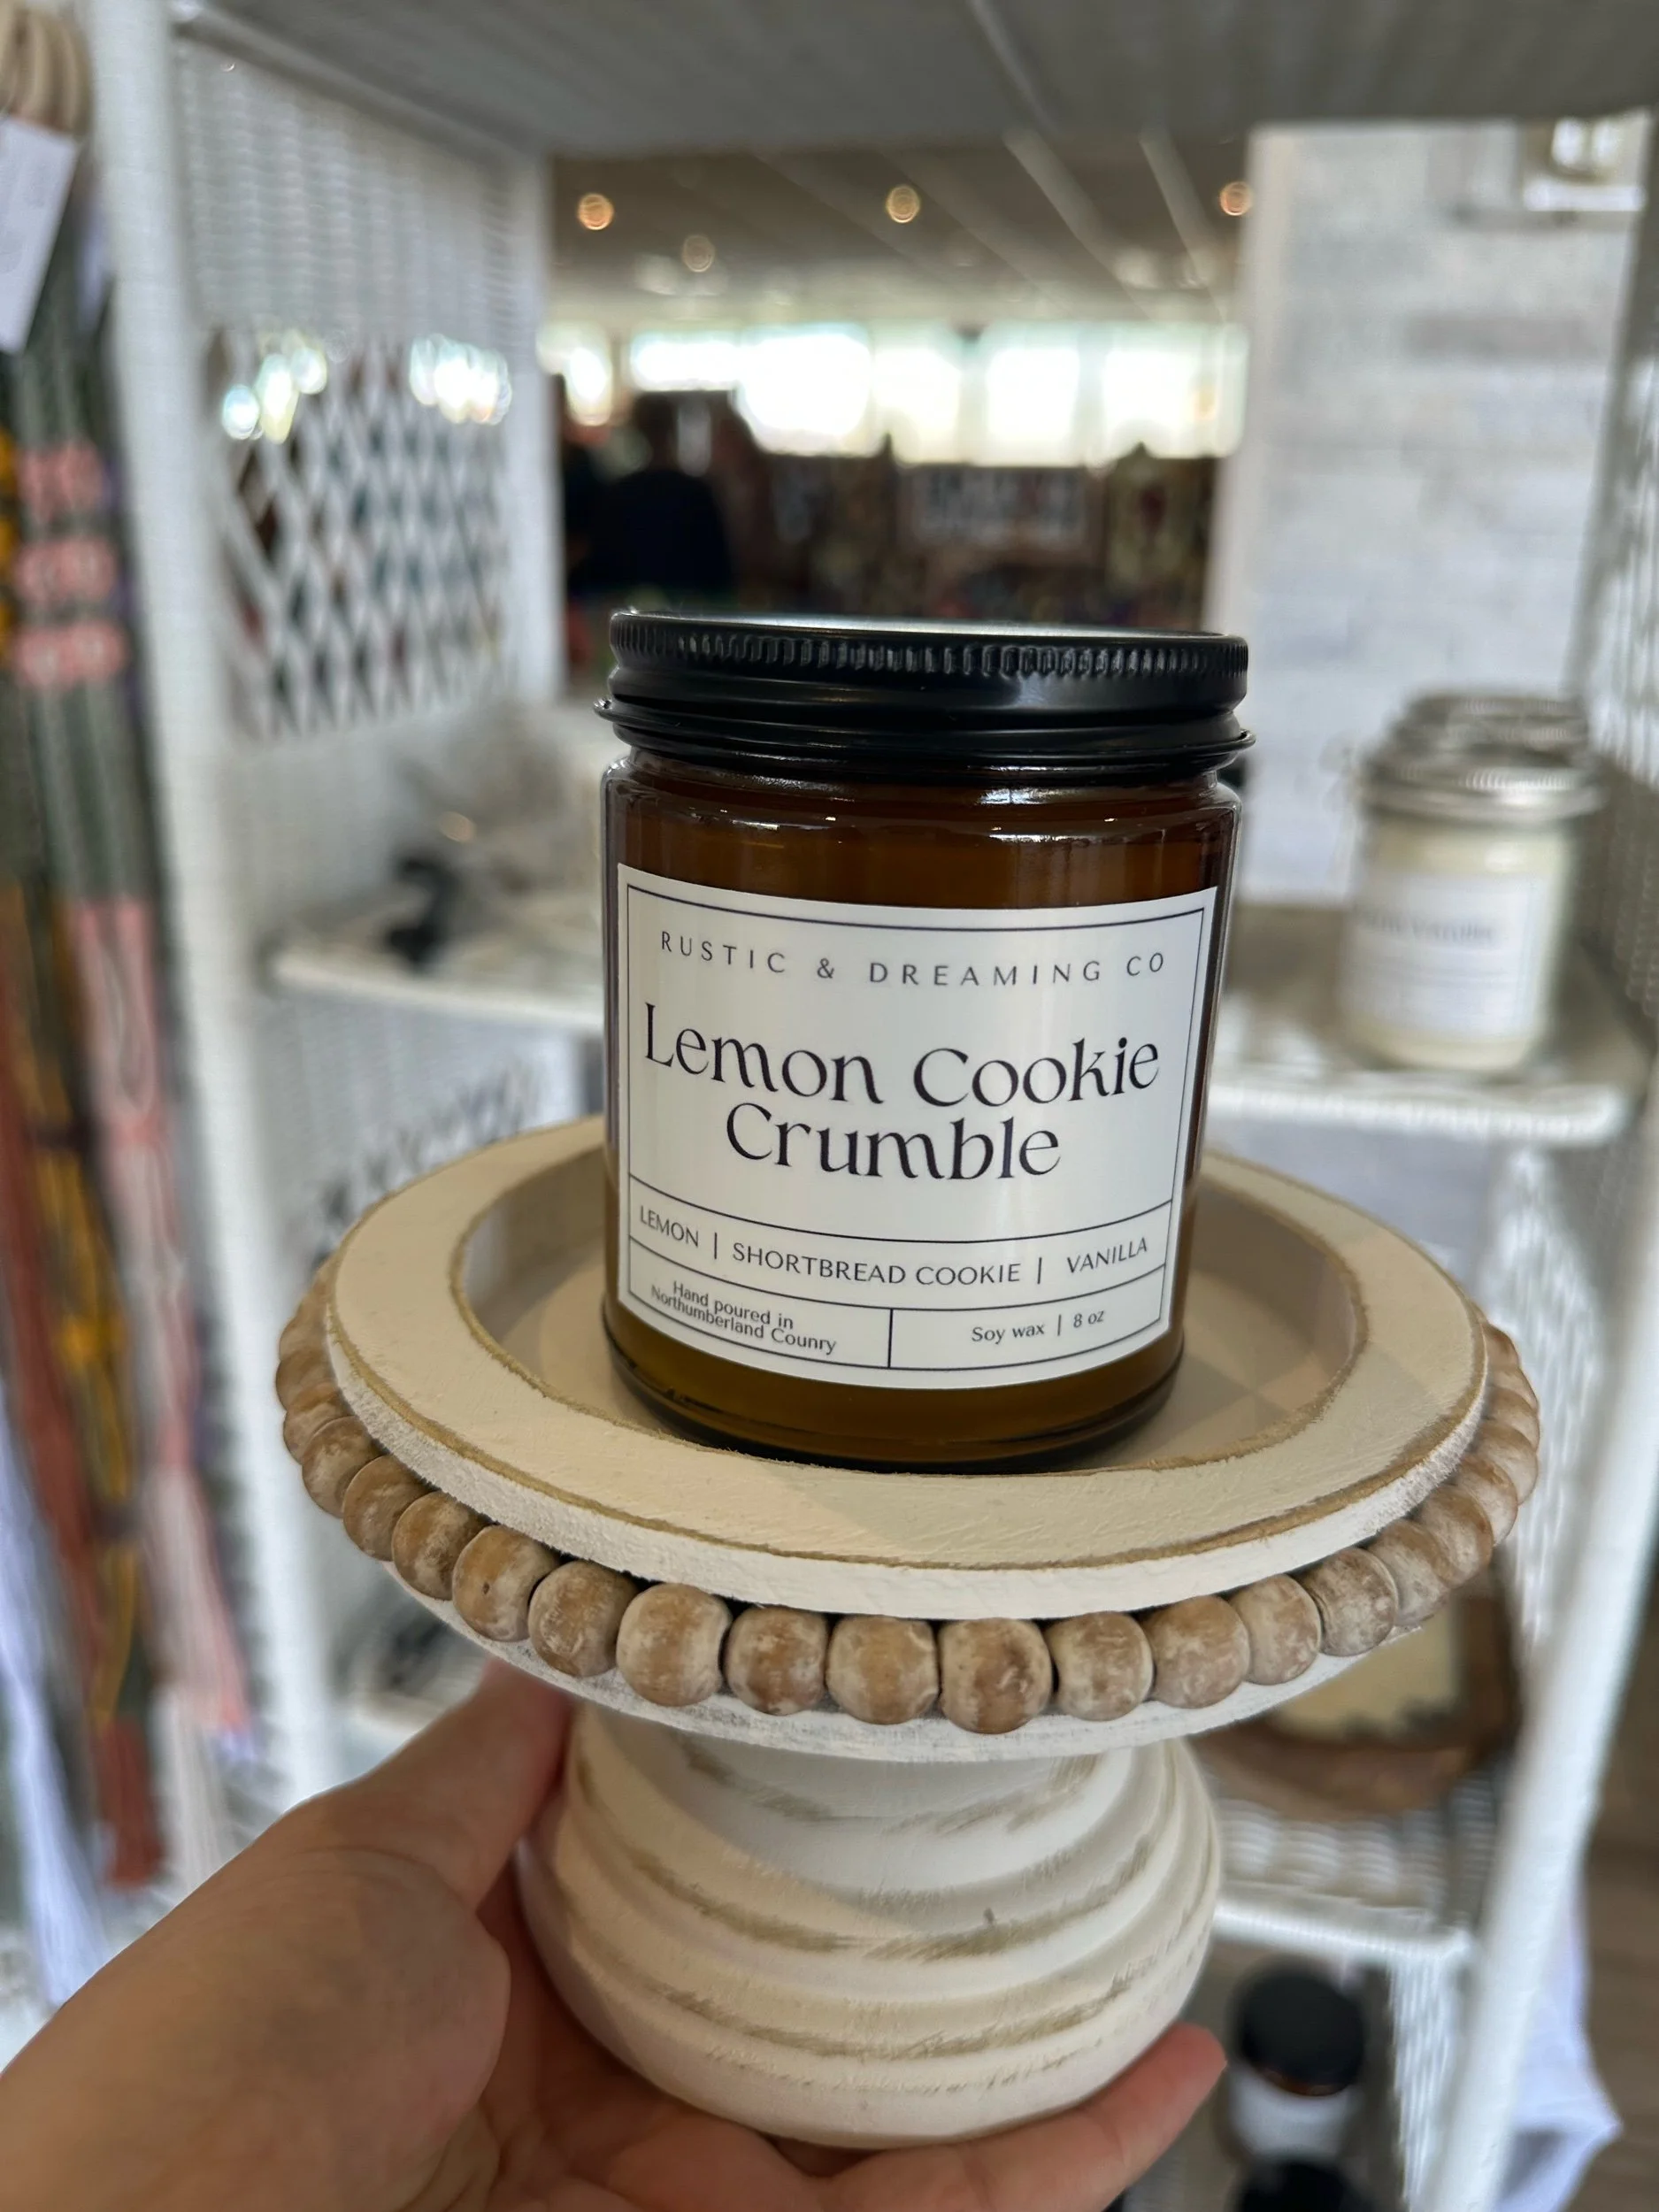 RUSTIC & DREAMING CO
Lemon Cookie
Crumble
LEMON | SHORTBREAD COOKIE | VANILLA
Hand poured in
Northumberland Counry
Soy wax | 8 oz